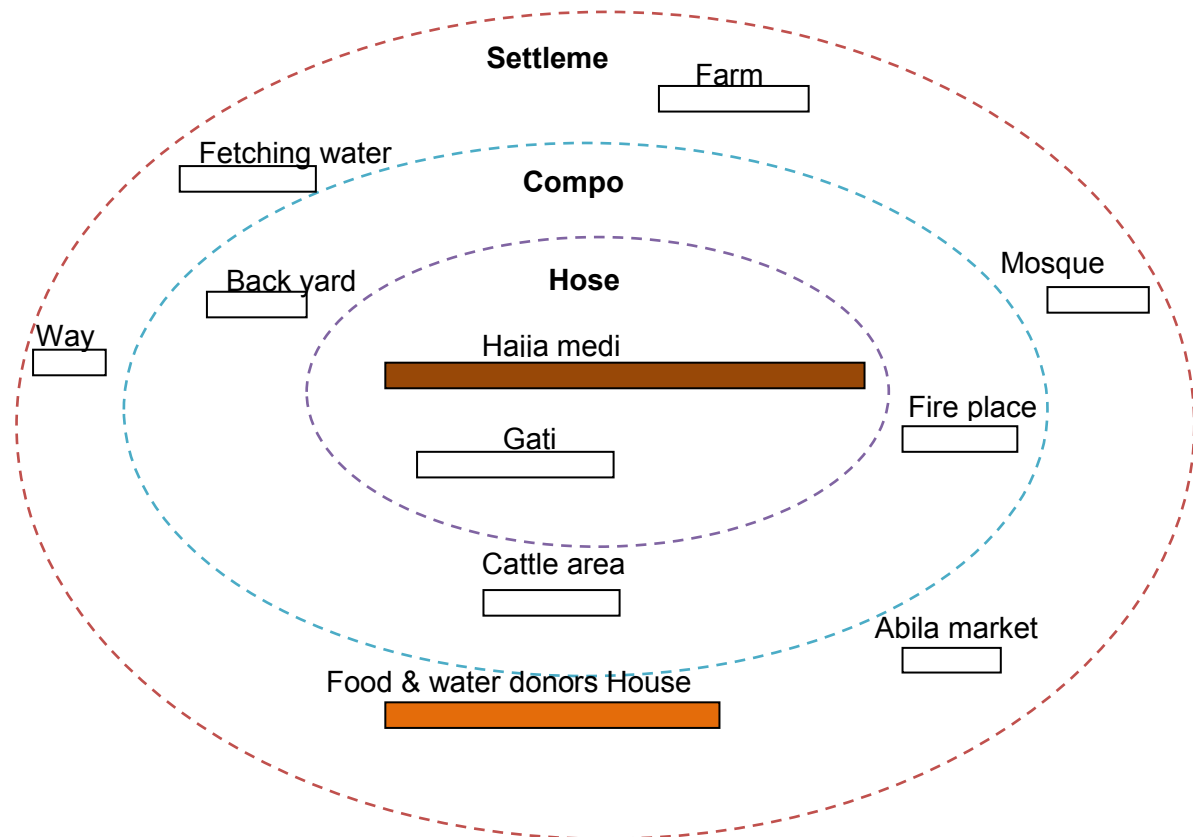 Settleme
Farm
Fetching water
Compo
Mosque
Back yard
Hose
Way
Haiia medi
Fire place
Gati
Cattle area
Abila market
Food & water donors House